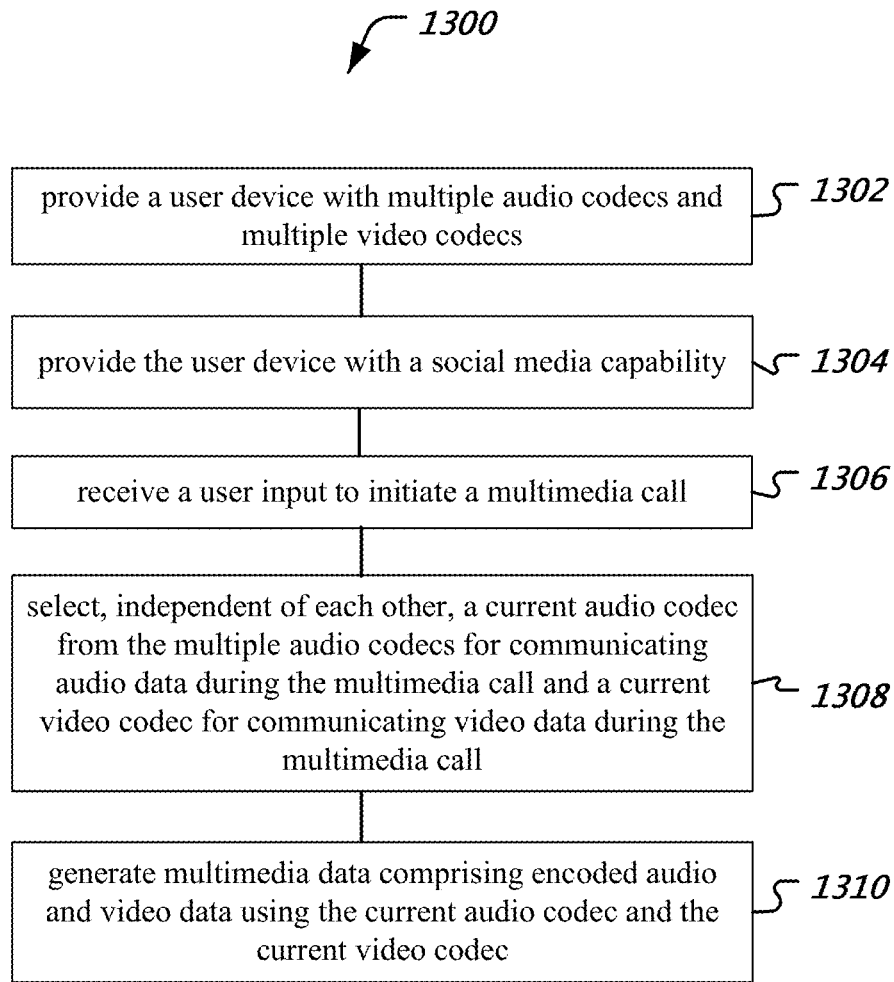 1300
provide a user device with multiple audio codecs and
multiple video codecs
1302
provide the user device with a social media capability
1304
receive a user input to initiate a multimedia call
1306
select, independent of each other, a current audio codec
from the multiple audio codecs for communicating
audio data during the multimedia call and a current
video codec for communicating video data during the
multimedia call
1308
generate multimedia data comprising encoded audio
and video data using the current audio codec and the
current video codec
1310